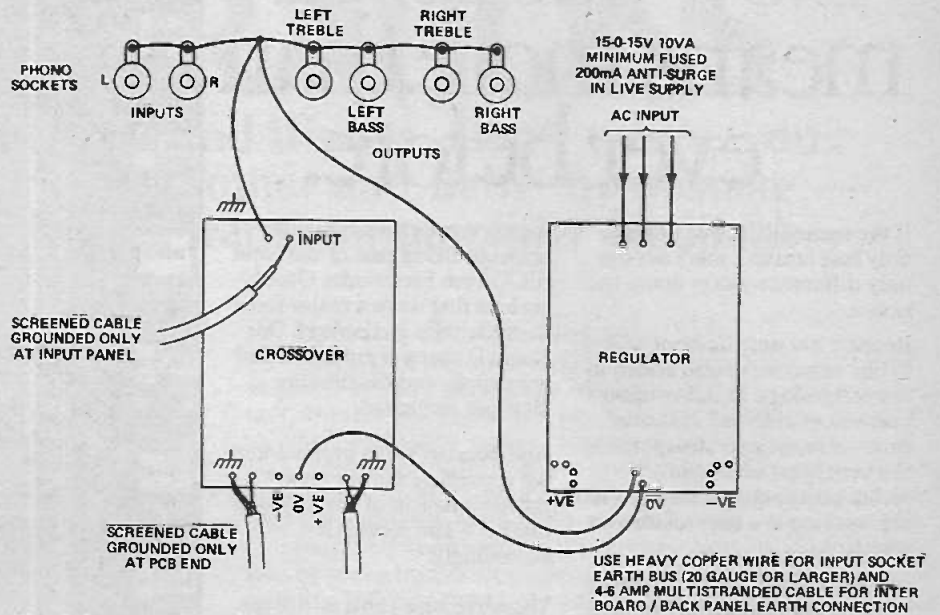 LEFT
TREBLE
RIGHT
TREBLE
PHONO
SOCKETS
L
R
INPUTS
LEFT
BASS
RIGHT
BASS
OUTPUTS
15-0-15V 10VA
MINIMUM FUSED
200mA ANTI-SURGE
IN LIVE SUPPLY
AC INPUT
INPUT
SCREENED CABLE
GROUNDED ONLY
AT INPUT PANEL
CROSSOVER
REGULATOR
-VE
0V
+VE
+VE
0V
-VE
SCREENED CABLE
GROUNDED ONLY
AT PCB END
USE HEAVY COPPER WIRE FOR INPUT SOCKET
EARTH BUS (20 GAUGE OR LARGER) AND
4-6 AMP MULTISTRANDED CABLE FOR INTER
BOARD / BACK PANEL EARTH CONNECTION